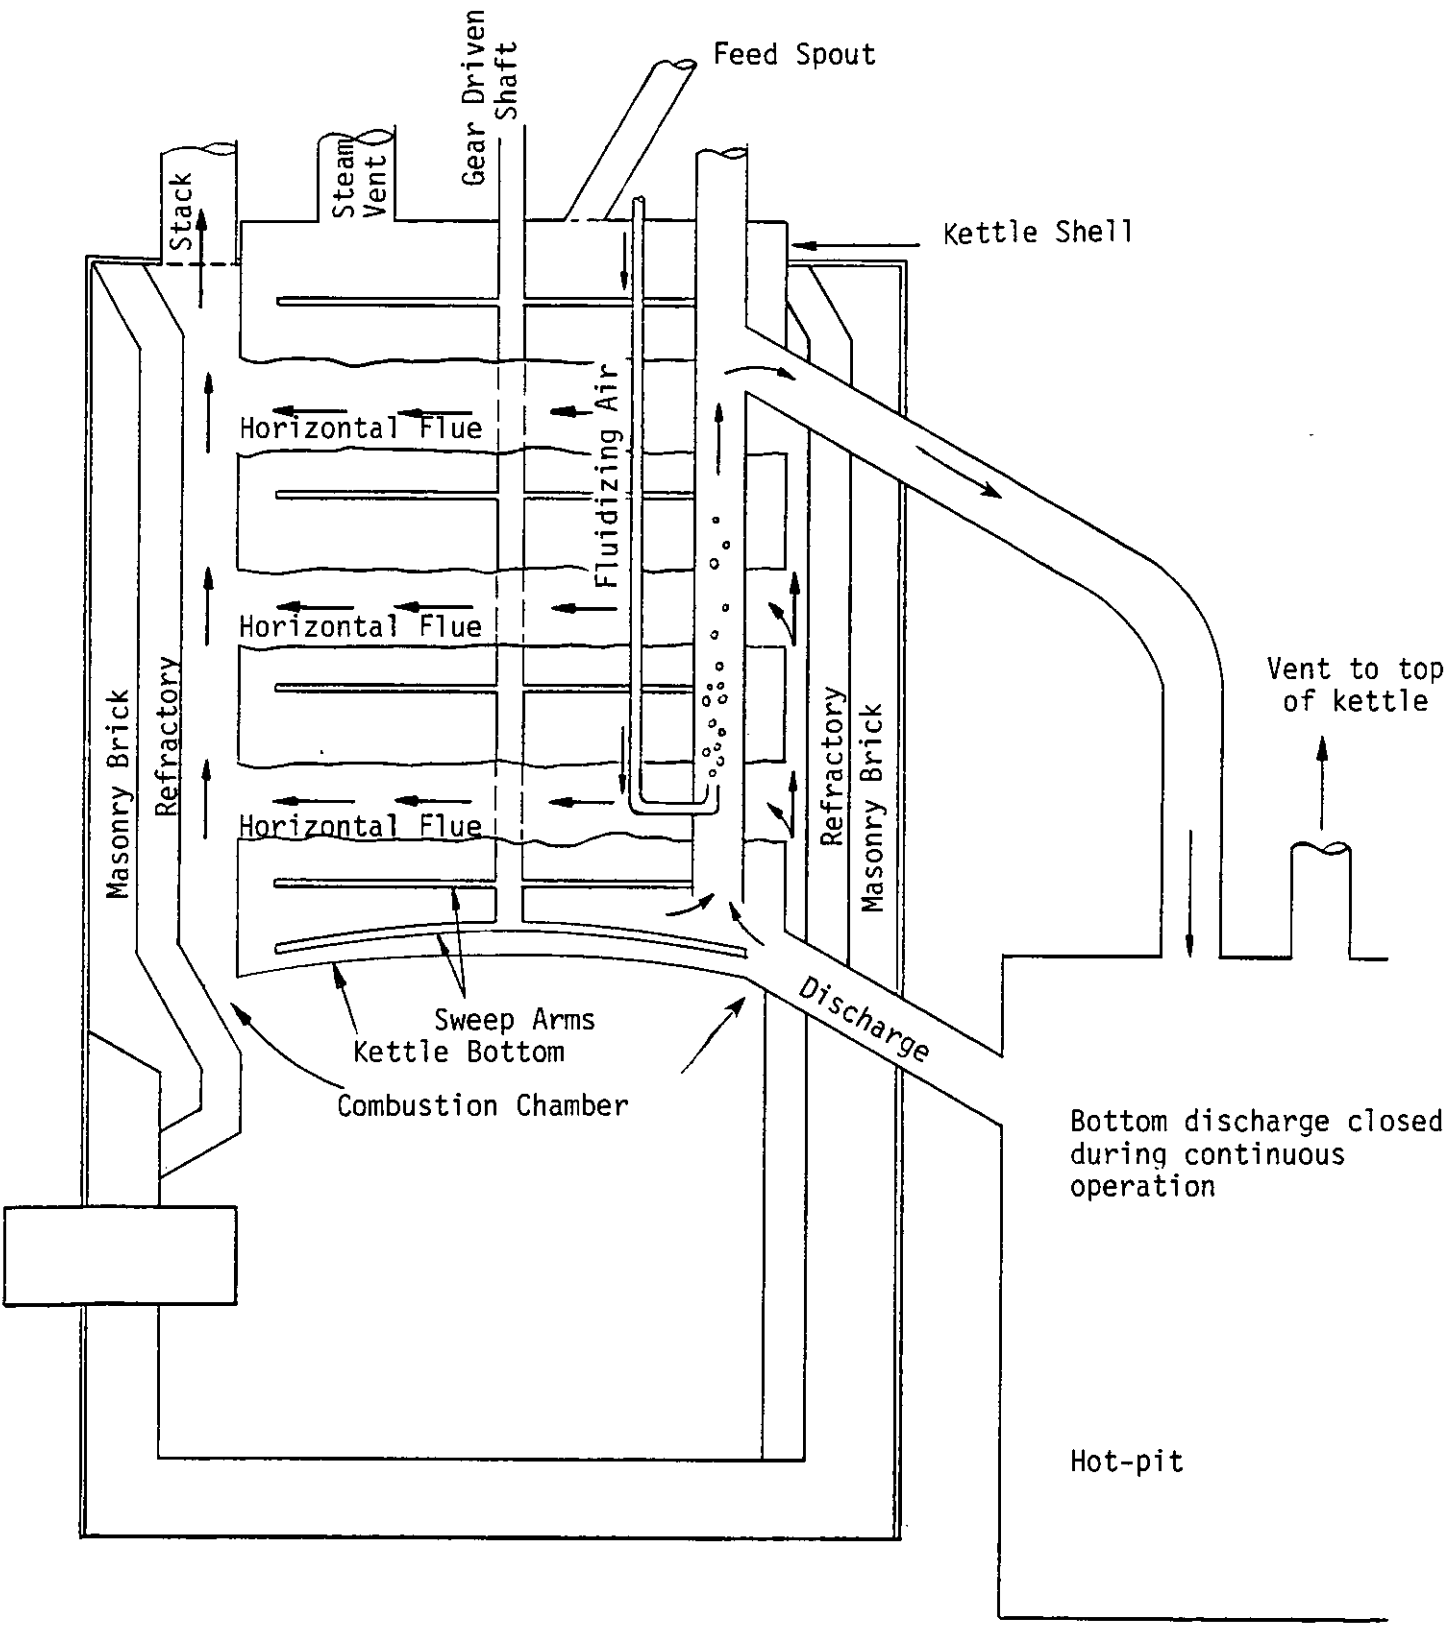 Feed Spout
Gear Driven
Shaft
Steam
Vent
Stack
Kettle Shell
Fluidizing Air
Horizontal Flue
Horizontal Flue
Horizontal Flue
Masonry Brick
Refractory
Refractory
Masonry Brick
Vent to top
of kettle
Sweep Arms
Kettle Bottom
Discharge
Combustion Chamber
Bottom discharge closed
during continuous
operation
Hot-pit